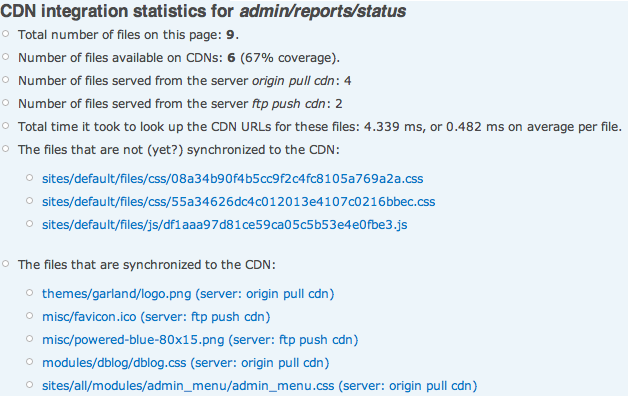 CDN integration statistics for admin/reports/status
Total number of files on this page: 9.
Number of files available on CDNs: 6 (67% coverage).
Number of files served from the server origin pull cdn: 4
Number of files served from the server ftp push cdn: 2
Total time it took to look up the CDN URLs for these files: 4.339 ms, or 0.482 ms on average per file.
The files that are not (yet?) synchronized to the CDN:
sites/default/files/css/08a34b90f4b5cc9f2c4fc8105a769a2a.css
sites/default/files/css/55a34626dc4c012013e4107c0216bbec.css
sites/default/files/js/df1aaa97d81ce59ca05c5b53e4e0fbe3.js
The files that are synchronized to the CDN:
themes/garland/logo.png (server: origin pull cdn)
misc/favicon.ico (server: ftp push cdn)
misc/powered-blue-80x15.png (server: ftp push cdn)
modules/dblog/dblog.css (server: origin pull cdn)
sites/all/modules/admin_menu/admin_menu.css (server: origin pull cdn)